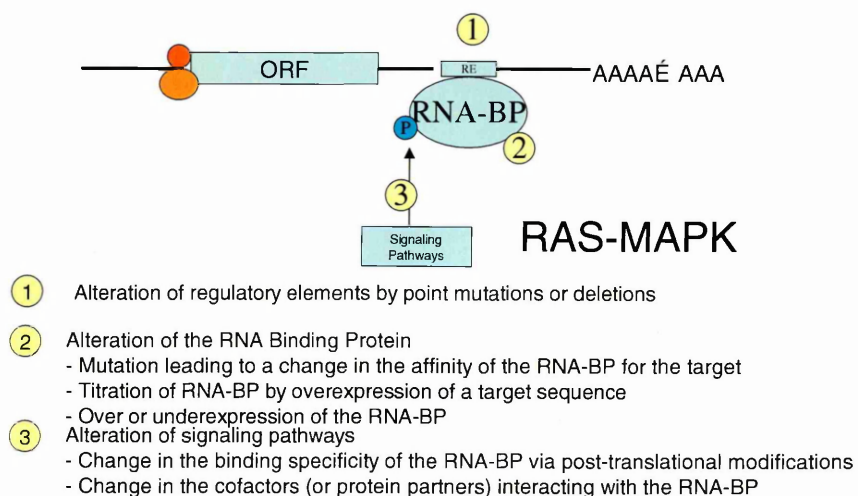 1
ORF
RE
AAAAÉ AAA
RNA-BP
P
2
3
Signaling
Pathways
RAS-MAPK
1 Alteration of regulatory elements by point mutations or deletions
2 Alteration of the RNA Binding Protein
- Mutation leading to a change in the affinity of the RNA-BP for the target
- Titration of RNA-BP by overexpression of a target sequence
- Over or underexpression of the RNA-BP
3 Alteration of signaling pathways
- Change in the binding specificity of the RNA-BP via post-translational modifications
- Change in the cofactors (or protein partners) interacting with the RNA-BP